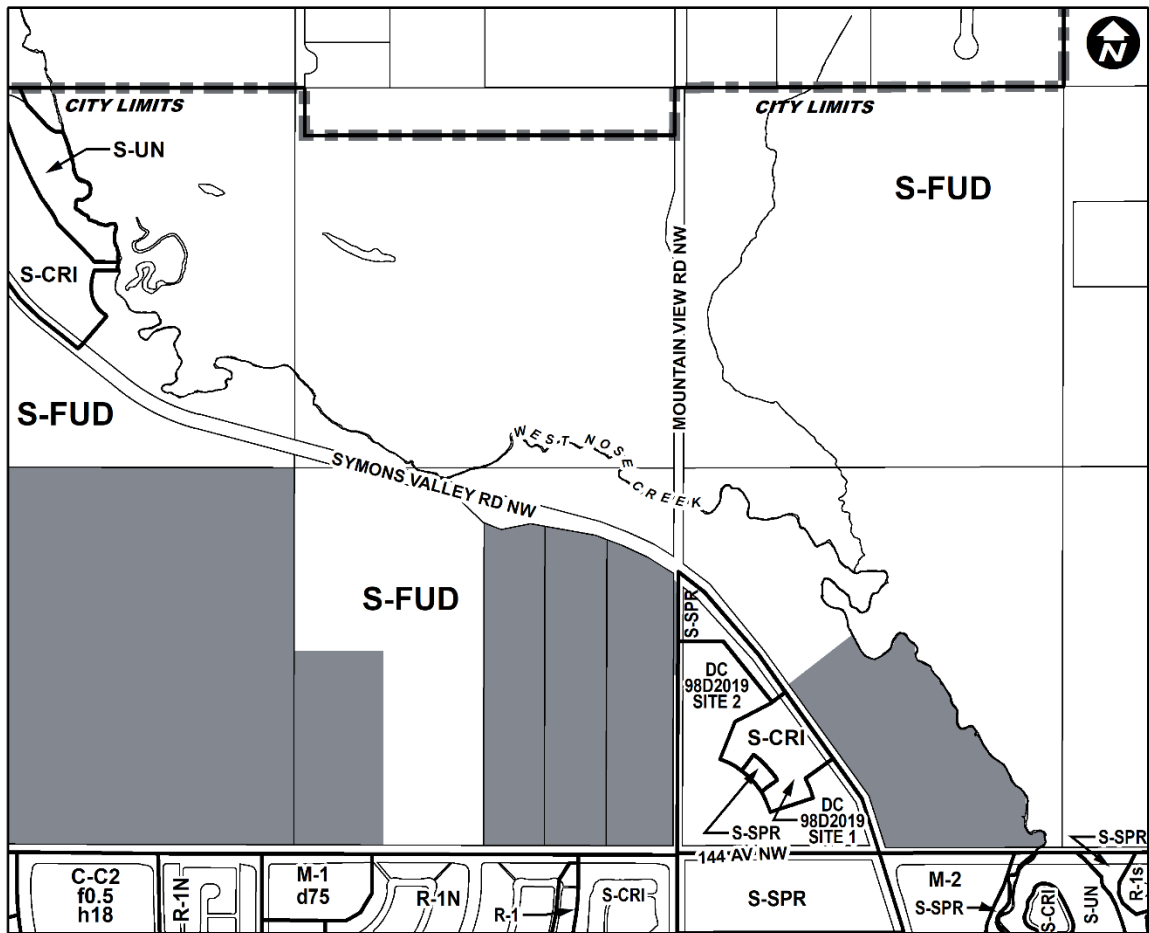 N
CITY LIMITS
CITY LIMITS
S-UN
S-FUD
S-CRI
MOUNTAIN VIEW RD NW
S-FUD
WEST NOSE CREEK
SYMONS VALLEY RD NW
S-FUD
S-SPR
DC
98D2019
SITE 2
S-CRI
DC
98D2019
SITE 1
S-SPR
144 AV NW
S-SPR
C-C2
f0.5
h18
R-1N
M-1
d75
R-1N
R-1
S-CRI
S-SPR
M-2
S-SPR
S-CRI
S-UN
R-1s